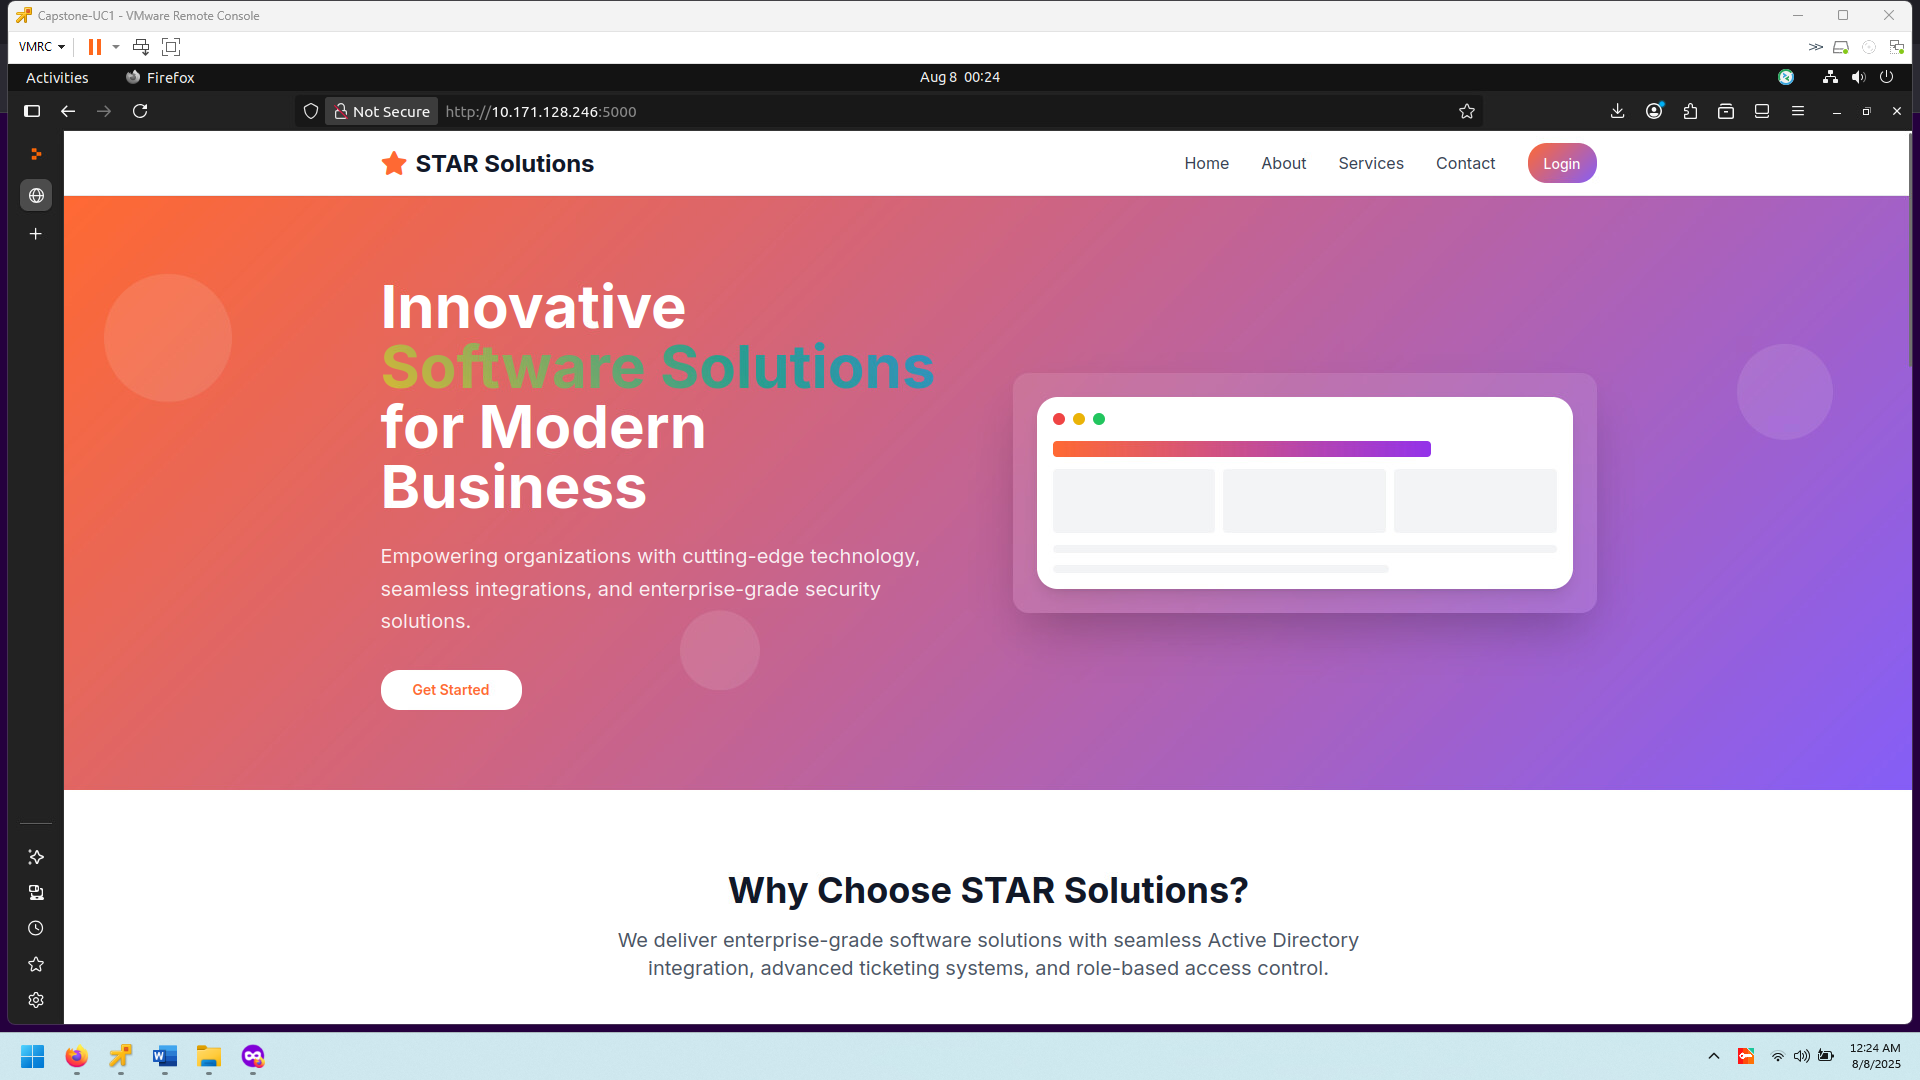 Capstone-UC1 - VMware Remote Console
VMRC
Activities
Firefox
Aug 8 00:24
Not Secure
http://10.171.128.246:5000
STAR Solutions
Home
About
Services
Contact
Login
Innovative
Software Solutions
for Modern
Business
Empowering organizations with cutting-edge technology,
seamless integrations, and enterprise-grade security
solutions.
Get Started
Why Choose STAR Solutions?
We deliver enterprise-grade software solutions with seamless Active Directory
integration, advanced ticketing systems, and role-based access control.
12:24 AM
8/8/2025